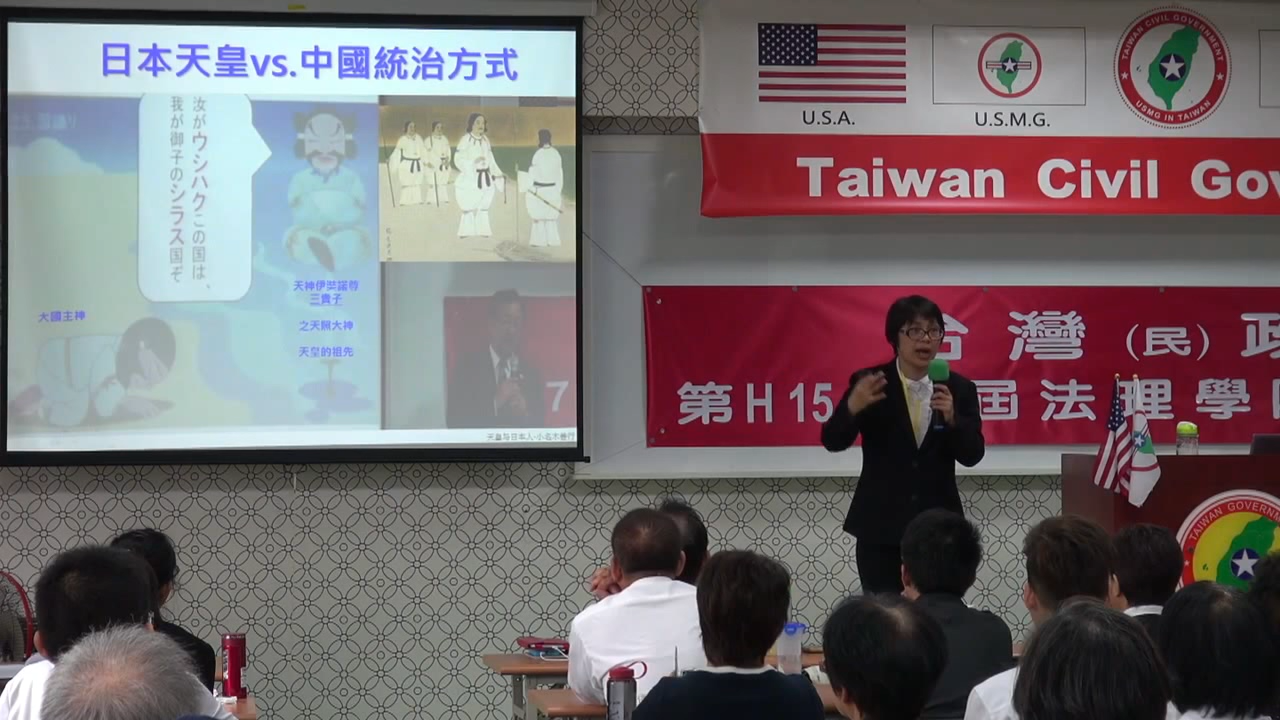 日本天皇vs.中國統治方式
汝がウシハクこの国は、
我が御子のシラス国ぞ
天神伊奘諾尊
三貴子
之天照大神
天皇的祖先
大國主神
7
天皇与日本人-小名木善行
U.S.A.
U.S.M.G.
TAIWAN CIVIL GOVERNMENT
USMG IN TAIWAN
Taiwan Civil Gov
台灣（民）政
第H15
屆法理學
TAIWAN GOVERN